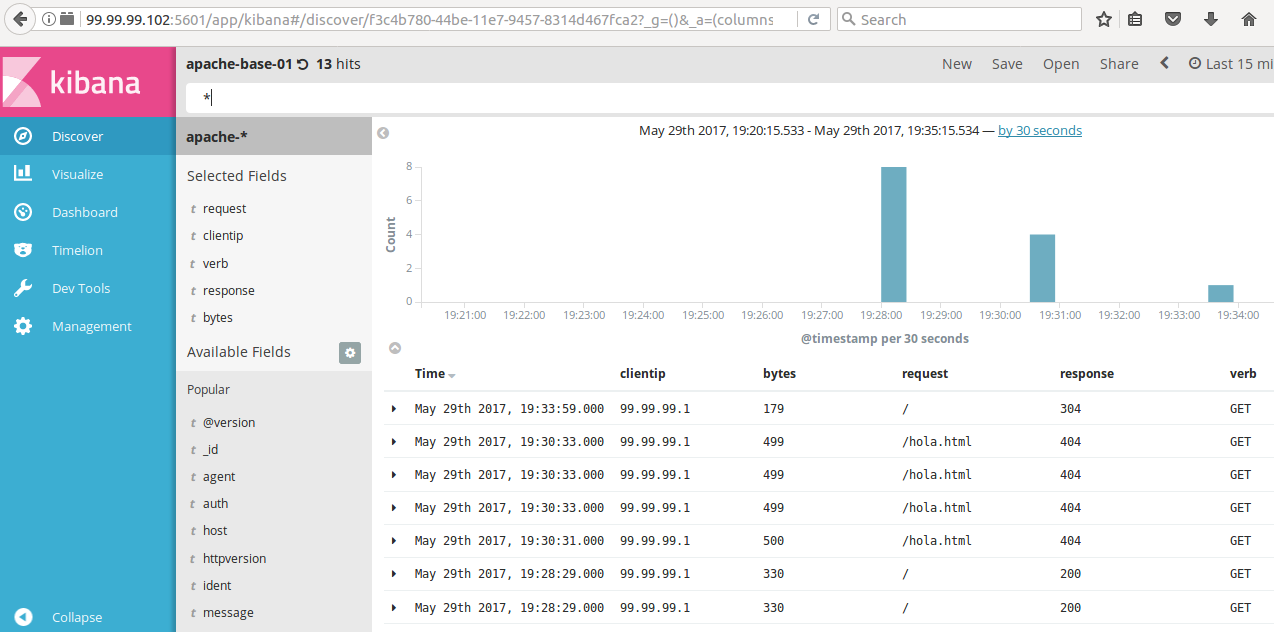 99.99.99.102:5601/app/kibana#/discover/f3c4b780-44be-11e7-9457-8314d467fca2?_g=()&_a=(columns
Search
kibana
apache-base-01 13 hits
New Save Open Share Last 15 mi
*
Discover
Visualize
Dashboard
Timelion
Dev Tools
Management
Collapse
apache-*
Selected Fields
t request
t clientip
t verb
t response
t bytes
Available Fields
Popular
t @version
t _id
t agent
t auth
t host
t httpversion
t ident
t message
May 29th 2017, 19:20:15.533 - May 29th 2017, 19:35:15.534 — by 30 seconds
Count
8
6
4
2
0
19:21:00 19:22:00 19:23:00 19:24:00 19:25:00 19:26:00 19:27:00 19:28:00 19:29:00 19:30:00 19:31:00 19:32:00 19:33:00 19:34:00
@timestamp per 30 seconds
Time clientip bytes request response verb
May 29th 2017, 19:33:59.000 99.99.99.1 179 / 304 GET
May 29th 2017, 19:30:33.000 99.99.99.1 499 /hola.html 404 GET
May 29th 2017, 19:30:33.000 99.99.99.1 499 /hola.html 404 GET
May 29th 2017, 19:30:33.000 99.99.99.1 499 /hola.html 404 GET
May 29th 2017, 19:30:31.000 99.99.99.1 500 /hola.html 404 GET
May 29th 2017, 19:28:29.000 99.99.99.1 330 / 200 GET
May 29th 2017, 19:28:29.000 99.99.99.1 330 / 200 GET